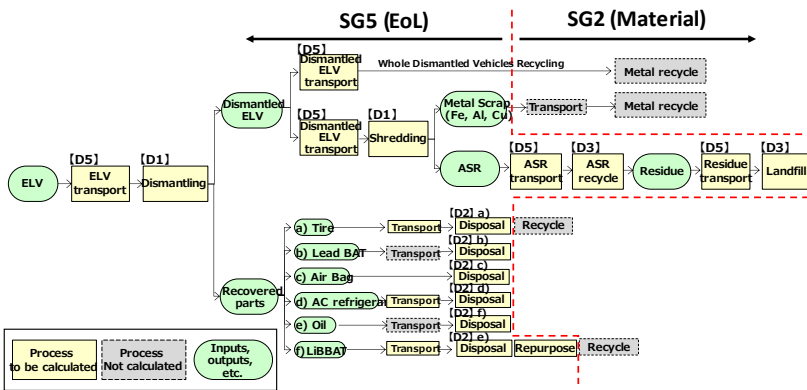 SG5 (EoL)
SG2 (Material)
【D5】
Dismantled
ELV
transport
Whole Dismantled Vehicles Recycling
Metal recycle
Dismantled
ELV
【D5】
Dismantled
ELV
transport
【D1】
Shredding
Metal Scrap
(Fe, Al, Cu)
Transport
Metal recycle
ELV
【D5】
ELV
transport
【D1】
Dismantling
ASR
【D5】
ASR
transport
【D3】
ASR
recycle
Residue
【D5】
Residue
transport
【D3】
Landfill
Recovered
parts
a) Tire
Transport
【D2】a)
Disposal
Recycle
b) Lead BAT
Transport
【D2】b)
Disposal
c) Air Bag
【D2】c)
Disposal
d) AC refrigerat
Transport
【D2】d)
Disposal
e) Oil
Transport
【D2】f)
Disposal
f) LiBBAT
Transport
【D2】e)
Disposal
Repurpose
Recycle
Process
to be calculated
Process
Not calculated
Inputs,
outputs,
etc.